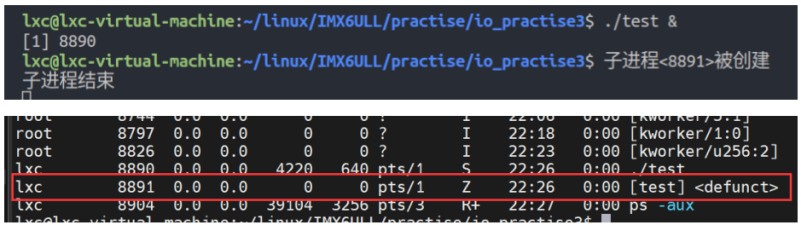 lxc@lxc-virtual-machine:~/linux/IMX6ULL/practise/io_practise3$ ./test &
[1] 8890
lxc@lxc-virtual-machine:~/linux/IMX6ULL/practise/io_practise3$ 子进程<8891>被创建
子进程结束
root 8744 0.0 0.0 0 0 ? I 22:06 0:00 [kworker/3:1]
root 8797 0.0 0.0 0 0 ? I 22:18 0:00 [kworker/1:0]
root 8826 0.0 0.0 0 0 ? I 22:23 0:00 [kworker/u256:2]
lxc 8890 0.0 0.0 4220 640 pts/1 S 22:26 0:00 ./test
lxc 8891 0.0 0.0 0 0 pts/1 Z 22:26 0:00 [test] <defunct>
lxc 8904 0.0 0.0 39104 3256 pts/3 R+ 22:27 0:00 ps -aux
lxc@lxc-virtual-machine:~/linux/IMX6ULL/practise/io_practise3$